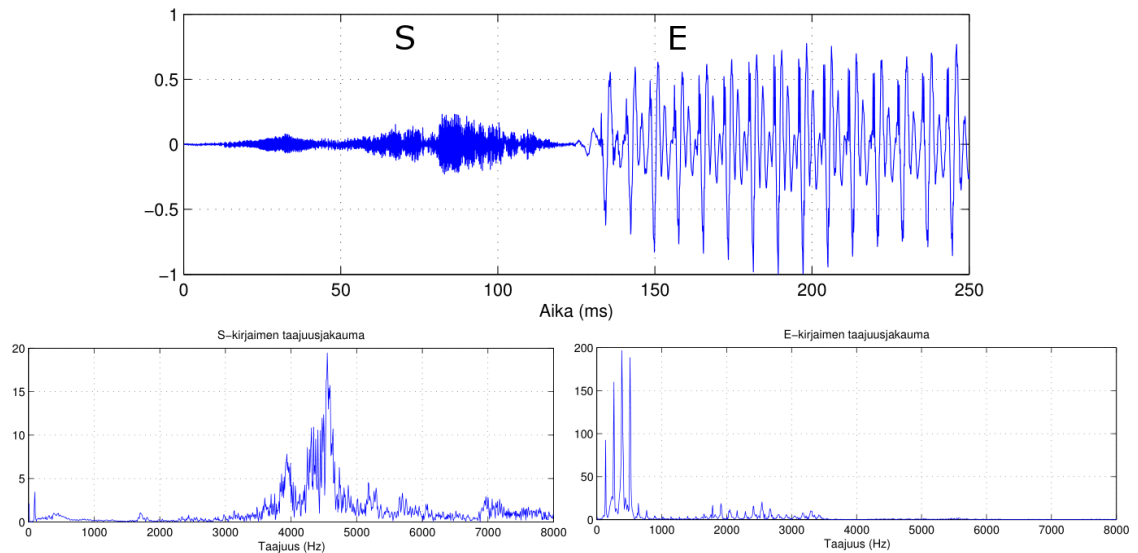 S E
1
0.5
0
−0.5
−1
0 50 100 150 200 250
Aika (ms)
S−kirjaimen taajuusjakauma
20
15
10
5
0
0 1000 2000 3000 4000 5000 6000 7000 8000
Taajuus (Hz)
E−kirjaimen taajuusjakauma
200
150
100
50
0
0 1000 2000 3000 4000 5000 6000 7000 8000
Taajuus (Hz)